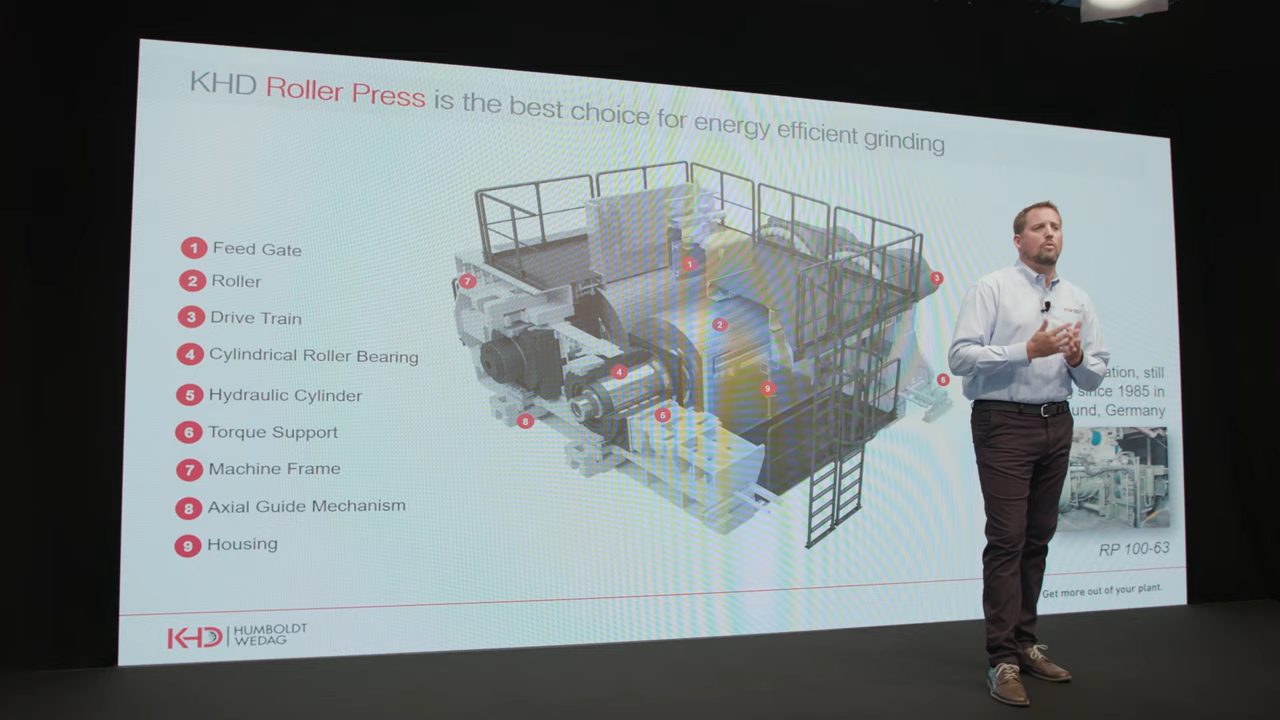 KHD Roller Press is the best choice for energy efficient grinding
1 Feed Gate
2 Roller
3 Drive Train
4 Cylindrical Roller Bearing
5 Hydraulic Cylinder
6 Torque Support
7 Machine Frame
8 Axial Guide Mechanism
9 Housing
1
2
3
4
5
6
7
8
9
still
since 1985 in
Germany
RP 100-63
Get more out of your plant.
KHD HUMBOLDT
WEDAG